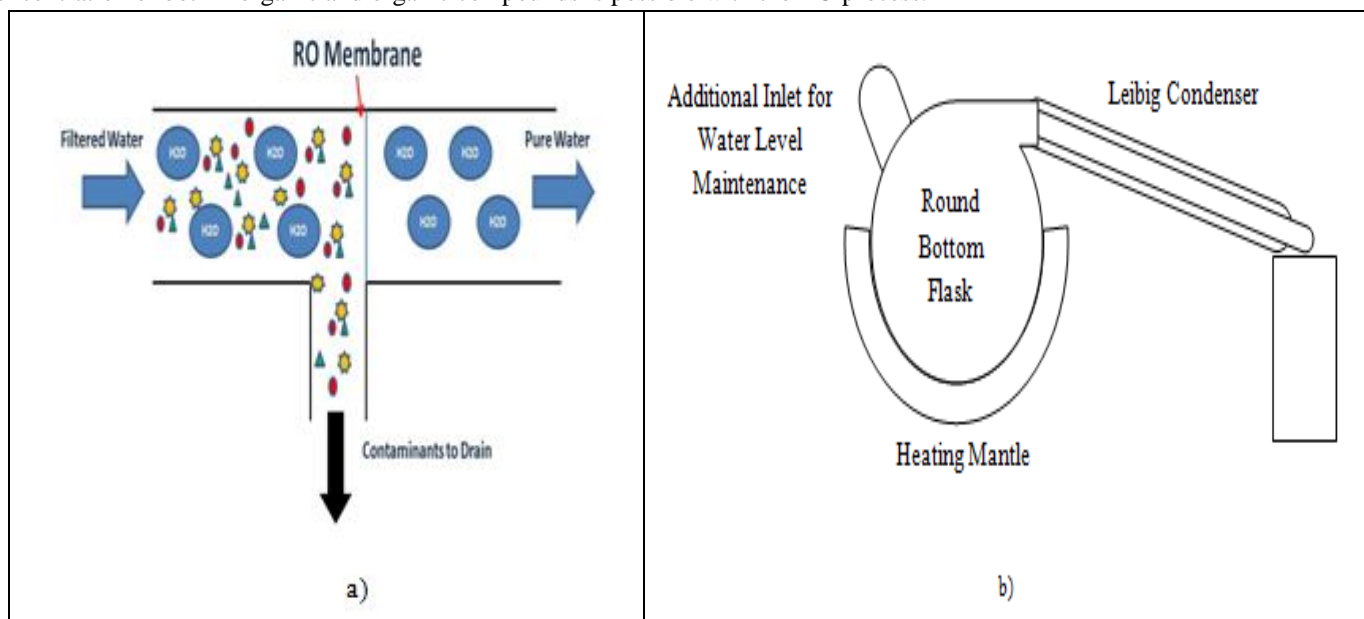 RO Membrane
Filtered Water
H2O
H2O
H2O
H2O
Pure Water
H2O
H2O
H2O
H2O
Contaminants to Drain
a)
Additional Inlet for
Water Level
Maintenance
Leibig Condenser
Round
Bottom
Flask
Heating Mantle
b)